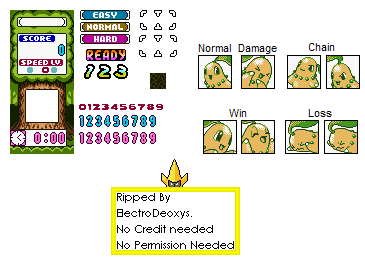 SCORE
0
SPEED LV.
0:00
EASY
NORMAL
HARD
READY
123
0123456789
0123456789
0123456789
Normal Damage Chain
Win Loss
Ripped By
ElectroDeoxys.
No Credit needed
No Permission Needed